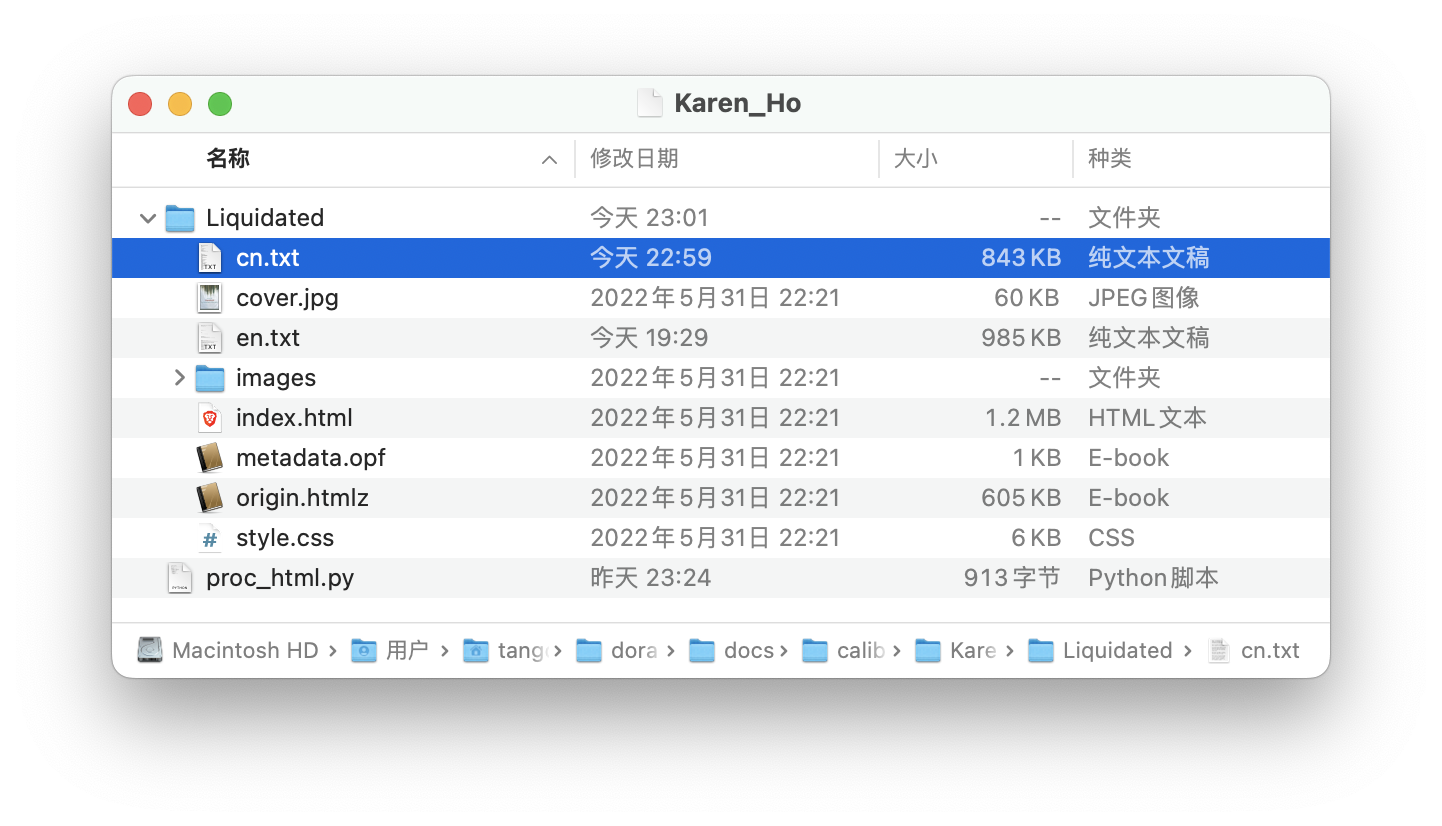 Karen_Ho
名称 修改日期 大小 种类
Liquidated 今天 23:01 -- 文件夹
cn.txt 今天 22:59 843 KB 纯文本文稿
cover.jpg 2022年5月31日 22:21 60 KB JPEG图像
en.txt 今天 19:29 985 KB 纯文本文稿
images 2022年5月31日 22:21 -- 文件夹
index.html 2022年5月31日 22:21 1.2 MB HTML文本
metadata.opf 2022年5月31日 22:21 1 KB E-book
origin.htmlz 2022年5月31日 22:21 605 KB E-book
style.css 2022年5月31日 22:21 6 KB CSS
proc_html.py 昨天 23:24 913字节 Python脚本
Macintosh HD › 用户 › tang › dora › docs › calib › Kare › Liquidated › cn.txt